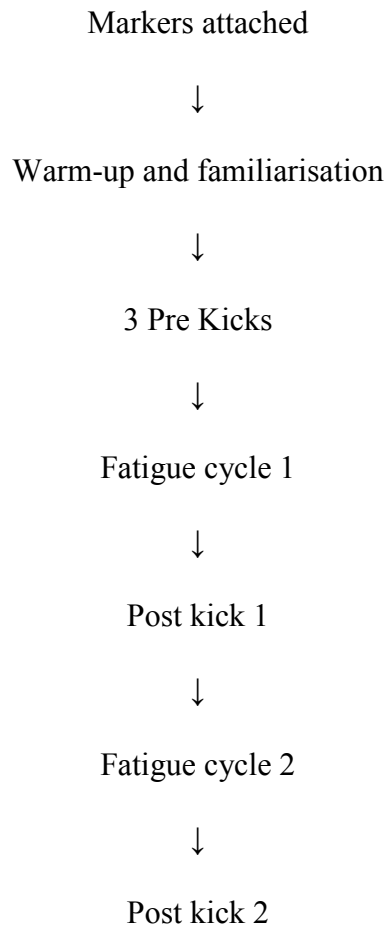 Markers attached
↓
Warm-up and familiarisation
↓
3 Pre Kicks
↓
Fatigue cycle 1
↓
Post kick 1
↓
Fatigue cycle 2
↓
Post kick 2